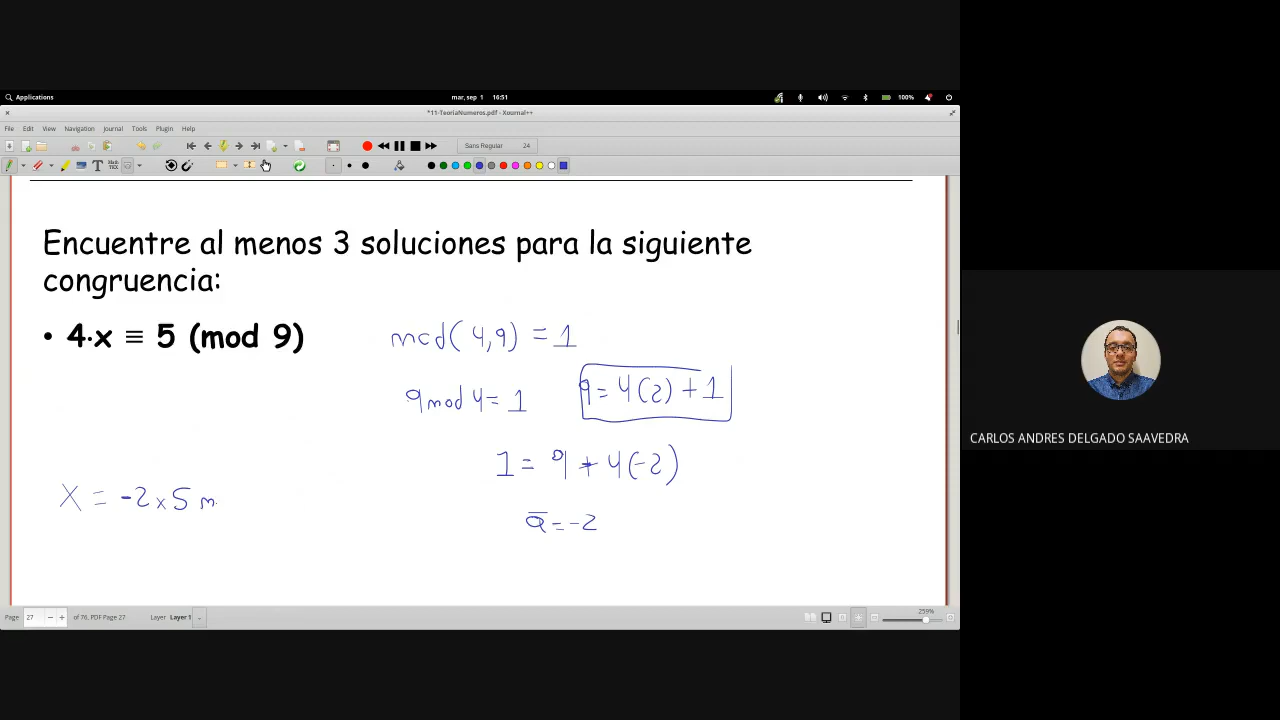 Applications
mar, sep 1 16:51
100%
*11-TeoriaNumeros.pdf - Xournal++
File Edit View Navigation Journal Tools Plugin Help
Sans Regular 24
Encuentre al menos 3 soluciones para la siguiente
congruencia:
• 4·x ≡ 5 (mod 9)
mcd(4,9) = 1
9 mod 4 = 1
9 = 4(2) + 1
1 = 9 + 4(-2)
X = -2 x 5 m
a̅ = -2
CARLOS ANDRES DELGADO SAAVEDRA
Page 27 of 76, PDF Page 27 Layer Layer 1
259%